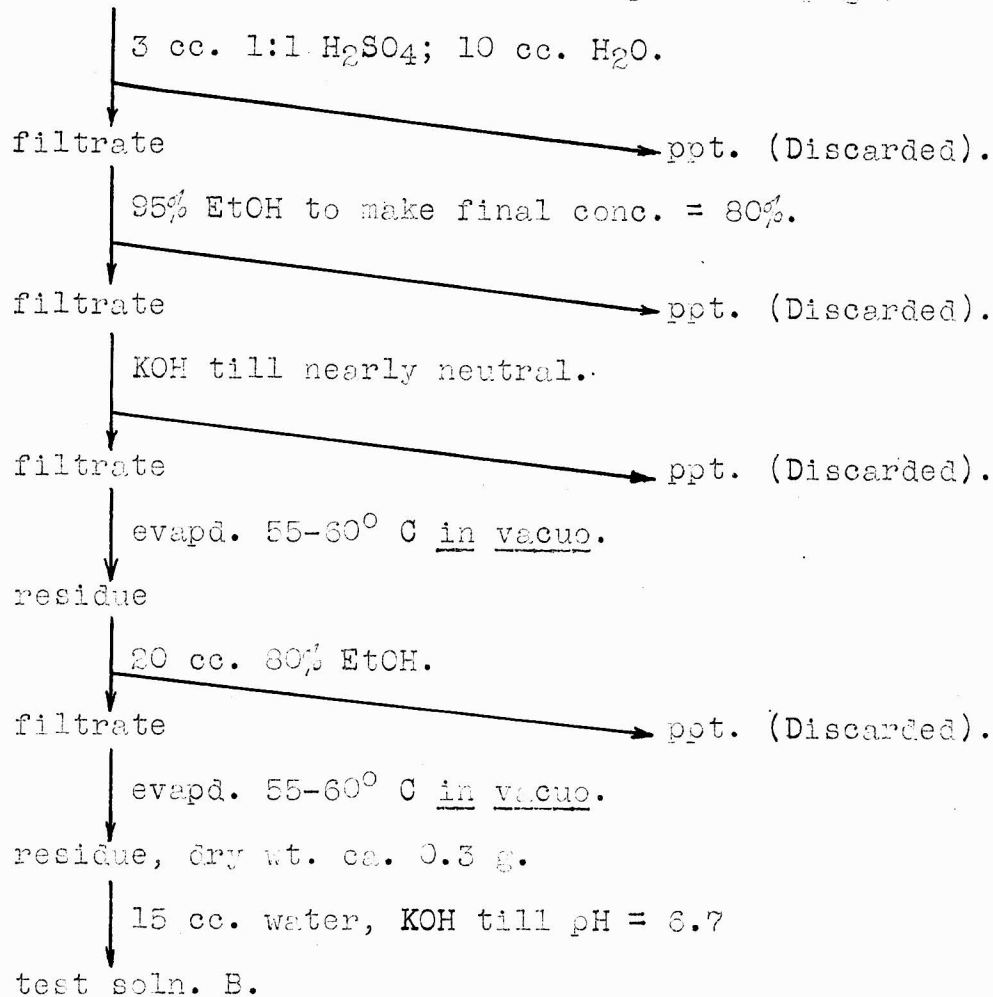 3 cc. 1:1 H₂SO₄; 10 cc. H₂O.
filtrate ppt. (Discarded).
95% EtOH to make final conc. = 80%.
filtrate ppt. (Discarded).
KOH till nearly neutral.
filtrate ppt. (Discarded).
evapd. 55-60° C in vacuo.
residue
20 cc. 80% EtOH.
filtrate ppt. (Discarded).
evapd. 55-60° C in vacuo.
residue, dry wt. ca. 0.3 g.
15 cc. water, KOH till pH = 6.7
test soln. B.